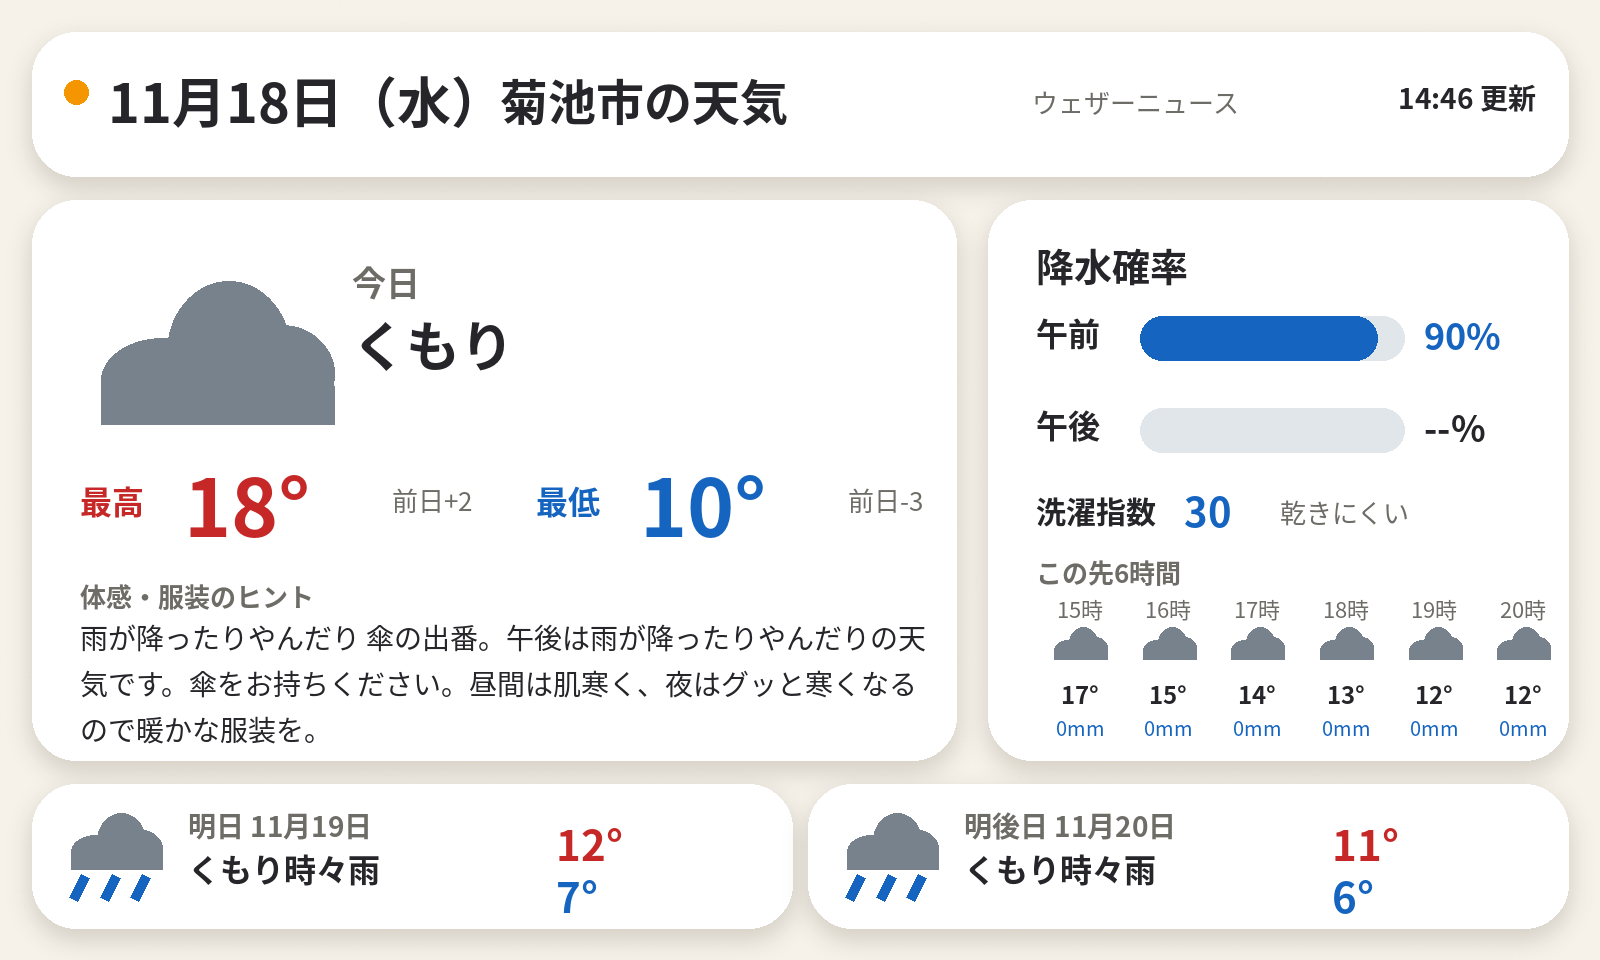 11月18日（水）菊池市の天気
ウェザーニュース
14:46 更新
今日
くもり
最高 18° 前日+2 最低 10° 前日-3
体感・服装のヒント
雨が降ったりやんだり 傘の出番。午後は雨が降ったりやんだりの天
気です。傘をお持ちください。昼間は肌寒く、夜はグッと寒くなる
ので暖かな服装を。
降水確率
午前 90%
午後 --%
洗濯指数 30 乾きにくい
この先6時間
15時 16時 17時 18時 19時 20時
17° 15° 14° 13° 12° 12°
0mm 0mm 0mm 0mm 0mm 0mm
明日 11月19日
くもり時々雨
12°
7°
明後日 11月20日
くもり時々雨
11°
6°